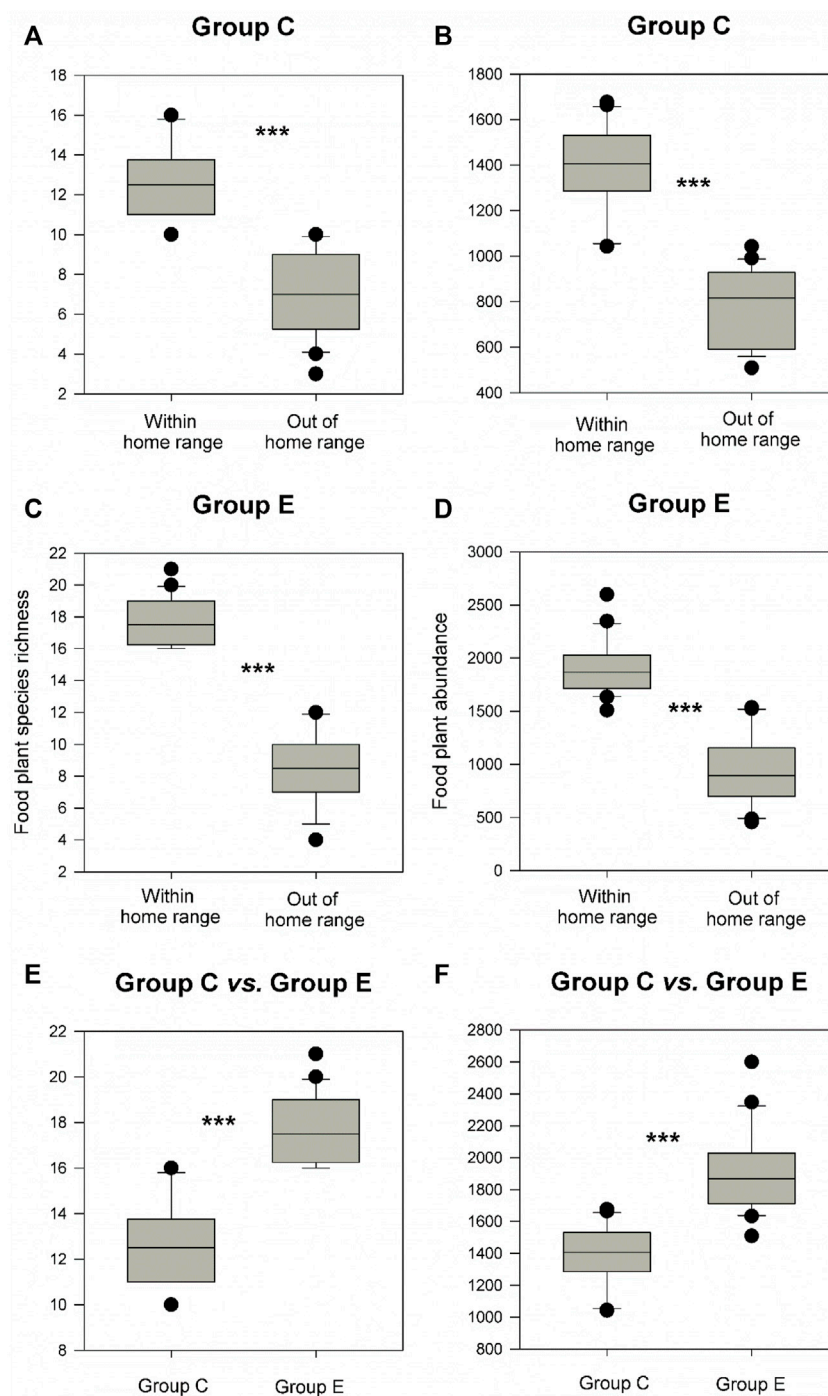 A
Group C
18
16
14
12
10
8
6
4
2
***
Within
home range
Out of
home range
B
Group C
1800
1600
1400
1200
1000
800
600
400
***
Within
home range
Out of
home range
C
Group E
Food plant species richness
22
20
18
16
14
12
10
8
6
4
2
***
Within
home range
Out of
home range
D
Group E
Food plant abundance
3000
2500
2000
1500
1000
500
0
***
Within
home range
Out of
home range
E
Group C vs. Group E
22
20
18
16
14
12
10
8
***
Group C
Group E
F
Group C vs. Group E
2800
2600
2400
2200
2000
1800
1600
1400
1200
1000
800
***
Group C
Group E